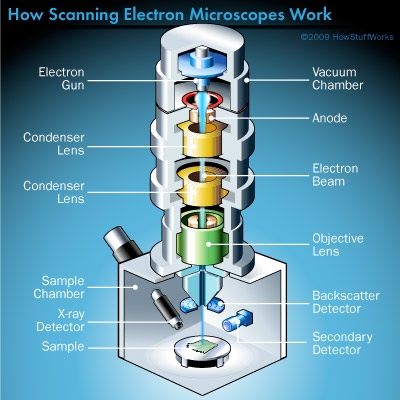 How Scanning Electron Microscopes Work
©2009 HowStuffWorks
Electron
Gun
Vacuum
Chamber
Anode
Condenser
Lens
Electron
Beam
Condenser
Lens
Objective
Lens
Sample
Chamber
Backscatter
Detector
X-ray
Detector
Secondary
Detector
Sample